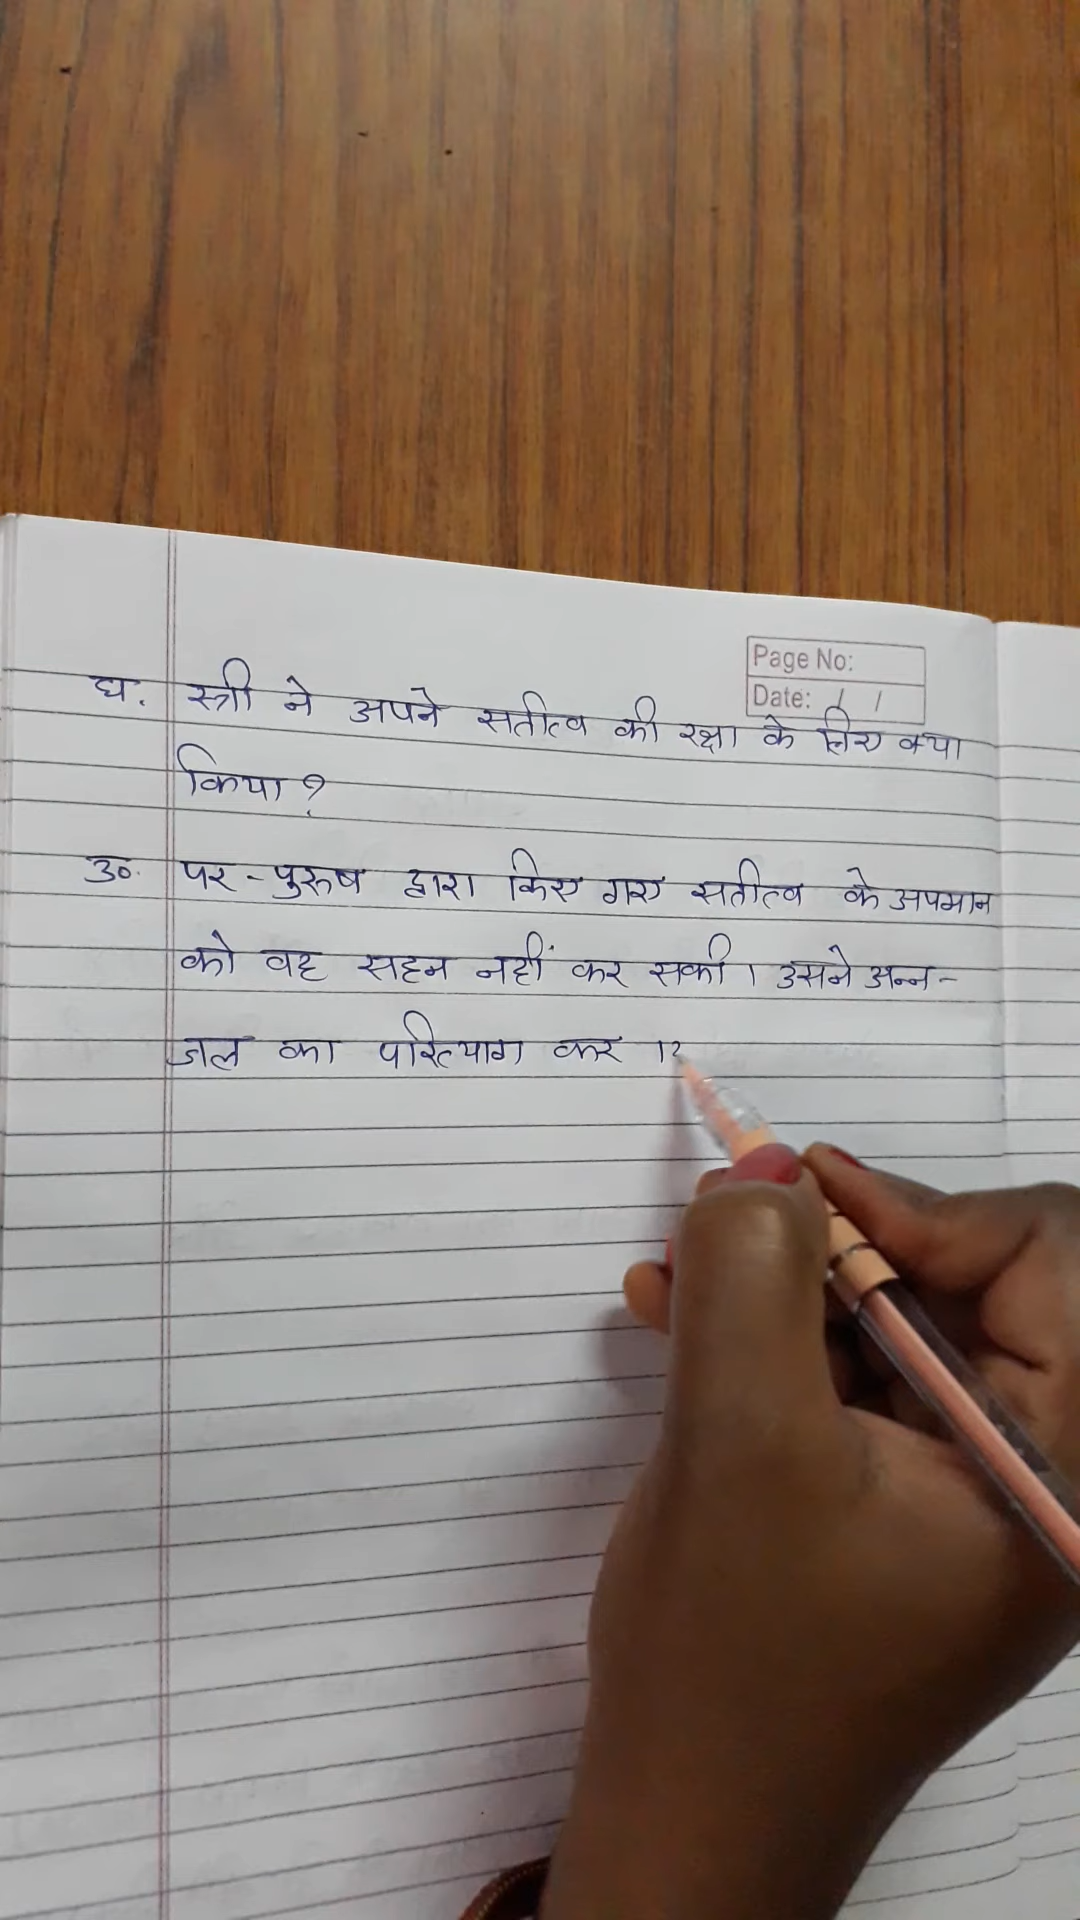 Page No:
Date: / /
घ. स्त्री ने अपने सतीत्व की रक्षा के लिए क्या
किया?
उ०. पर-पुरुष द्वारा किए गए सतीत्व के अपमान
को वह सहन नहीं कर सकी। उसने अन्न-
जल का परित्याग कर